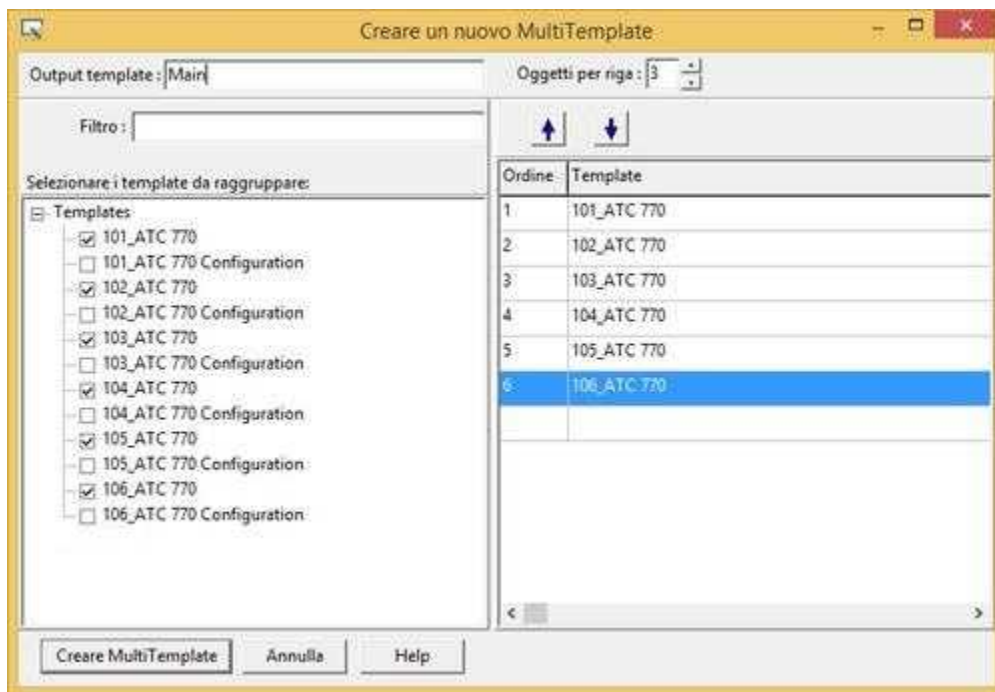 Creare un nuovo MultiTemplate
Output template : Main
Oggetti per riga : 3
Filtro :
Selezionare i template da raggruppare:
Templates
101_ATC 770
101_ATC 770 Configuration
102_ATC 770
102_ATC 770 Configuration
103_ATC 770
103_ATC 770 Configuration
104_ATC 770
104_ATC 770 Configuration
105_ATC 770
105_ATC 770 Configuration
106_ATC 770
106_ATC 770 Configuration
Ordine Template
1 101_ATC 770
2 102_ATC 770
3 103_ATC 770
4 104_ATC 770
5 105_ATC 770
6 106_ATC 770
Creare MultiTemplate Annulla Help